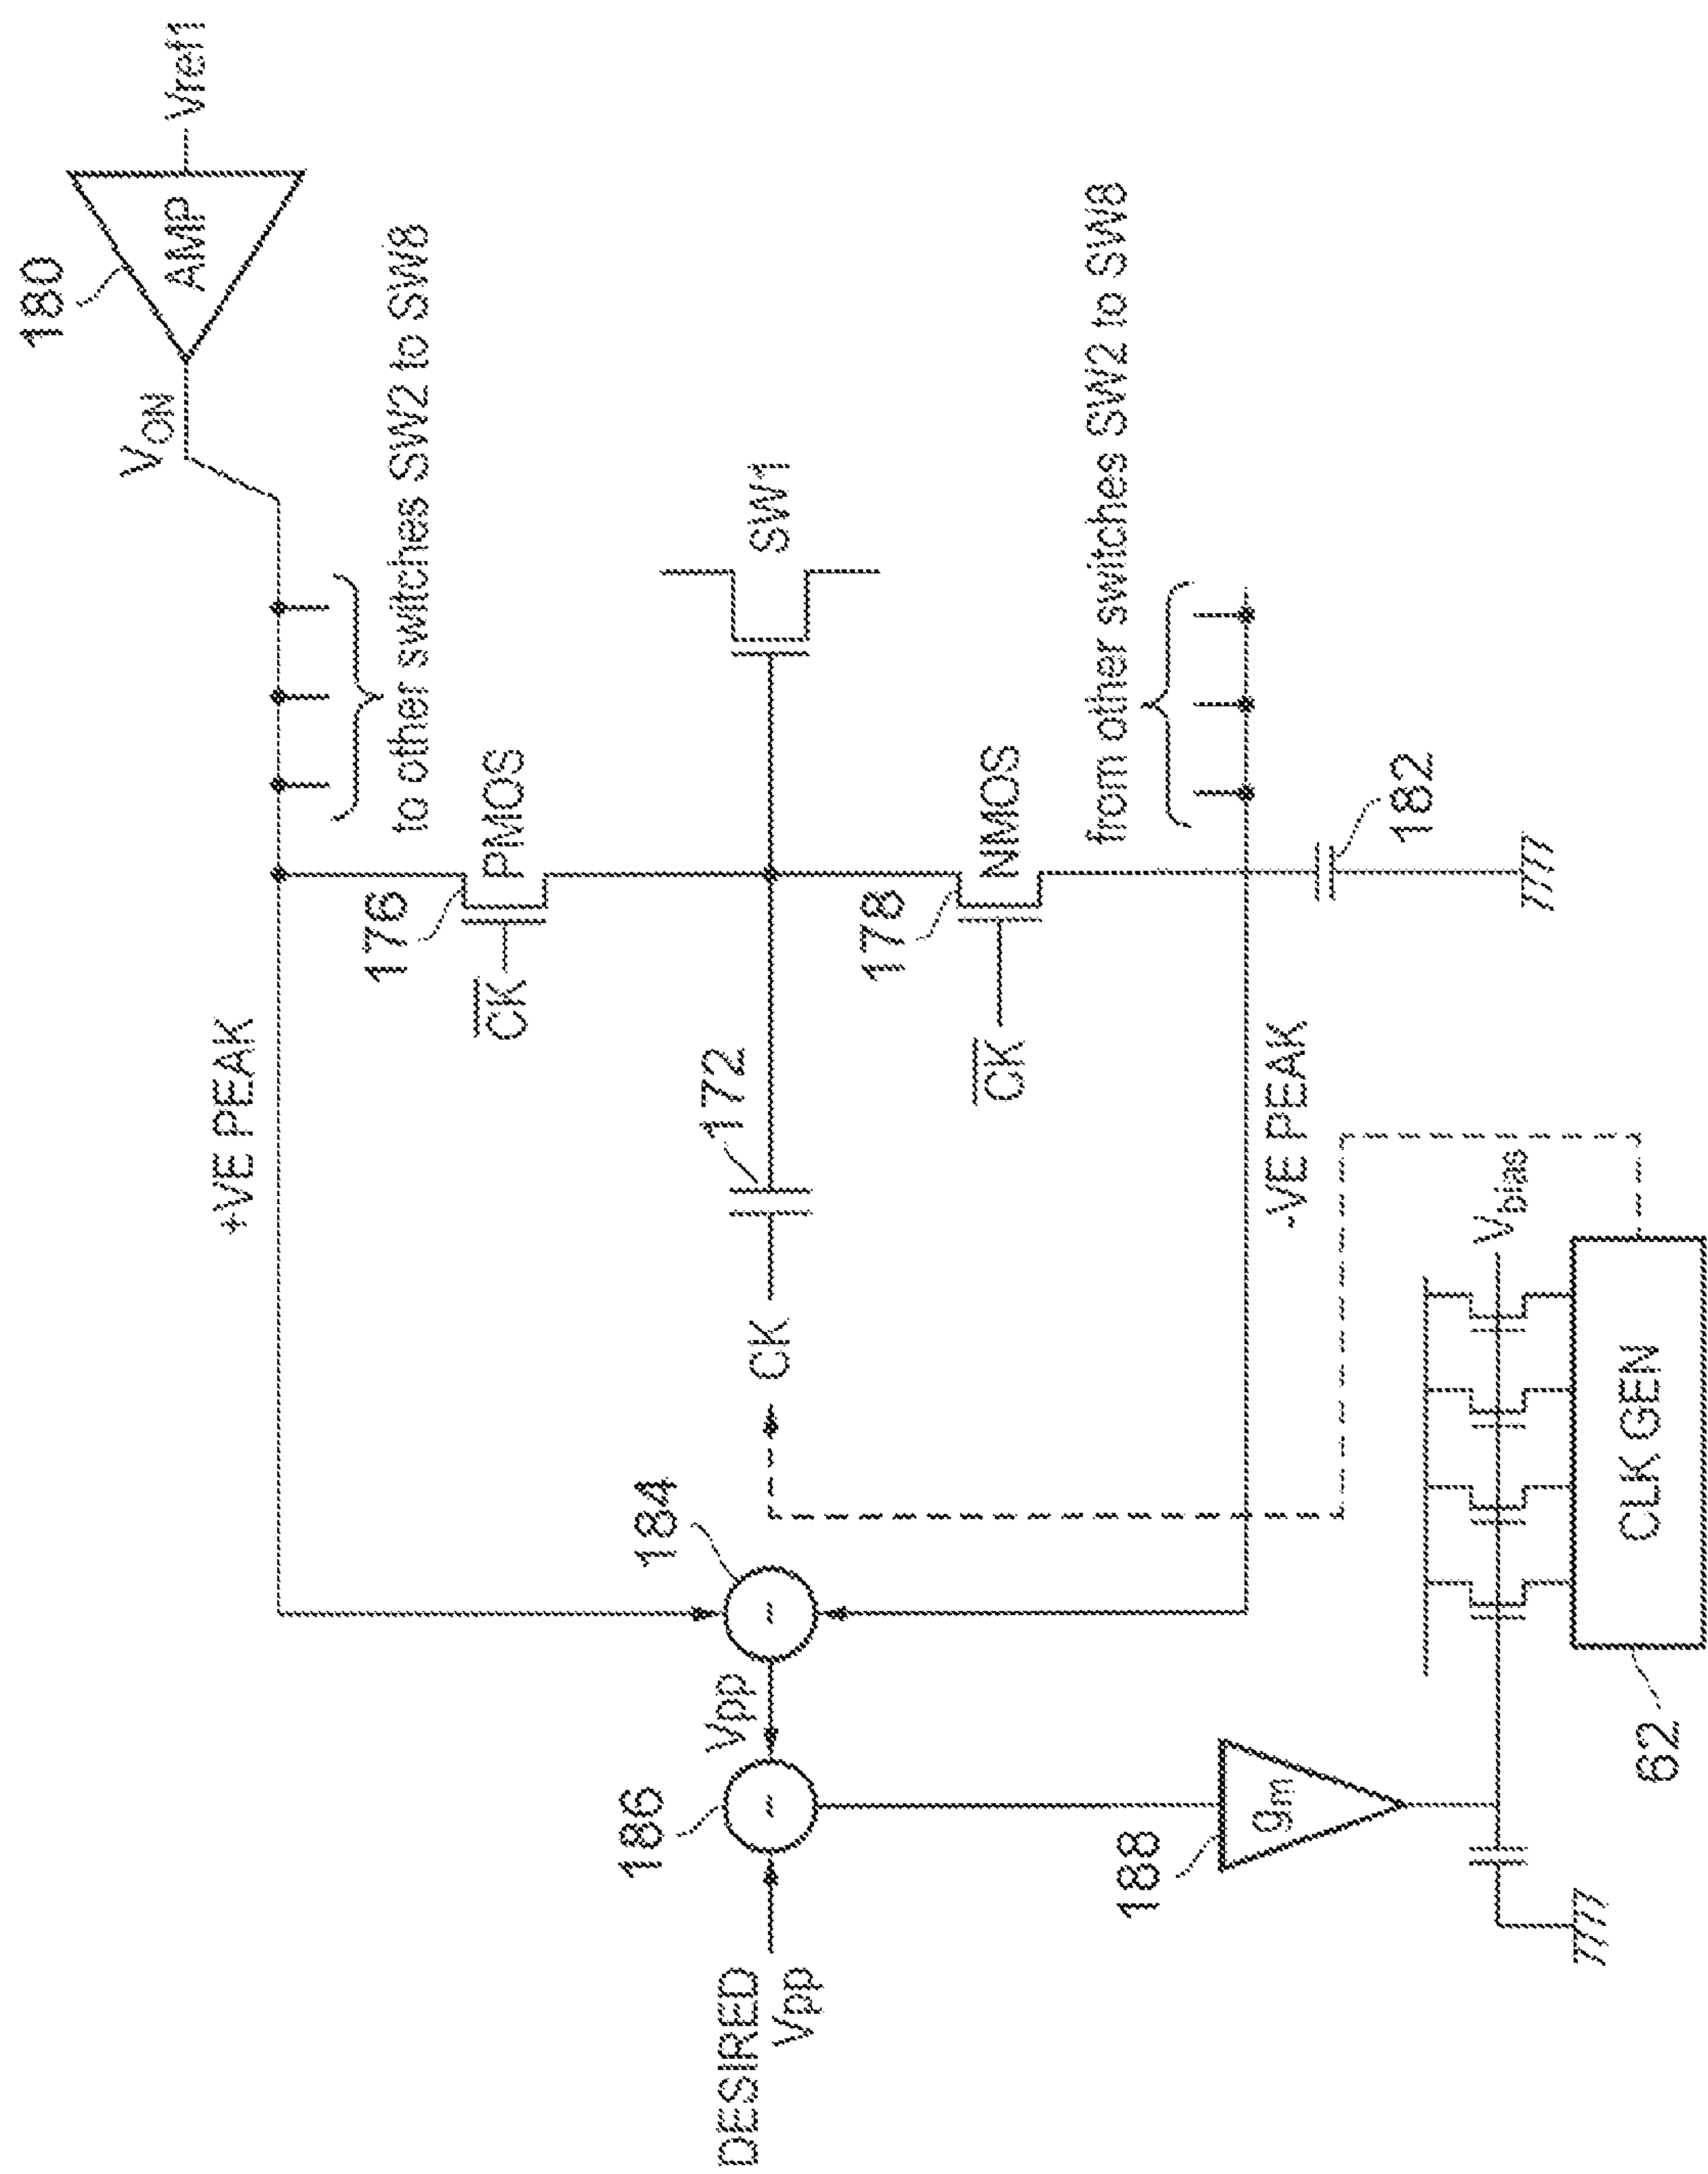 180
AMP
Vref1
VON
to other switches SW2 to SW8
+VE PEAK
176
PMOS
CK
SW1
172
CK
184
Vpp
186
DESIRED
Vpp
178
NMOS
CK
from other switches SW2 to SW8
182
-VE PEAK
188
gm
Vbias
CLK GEN
62